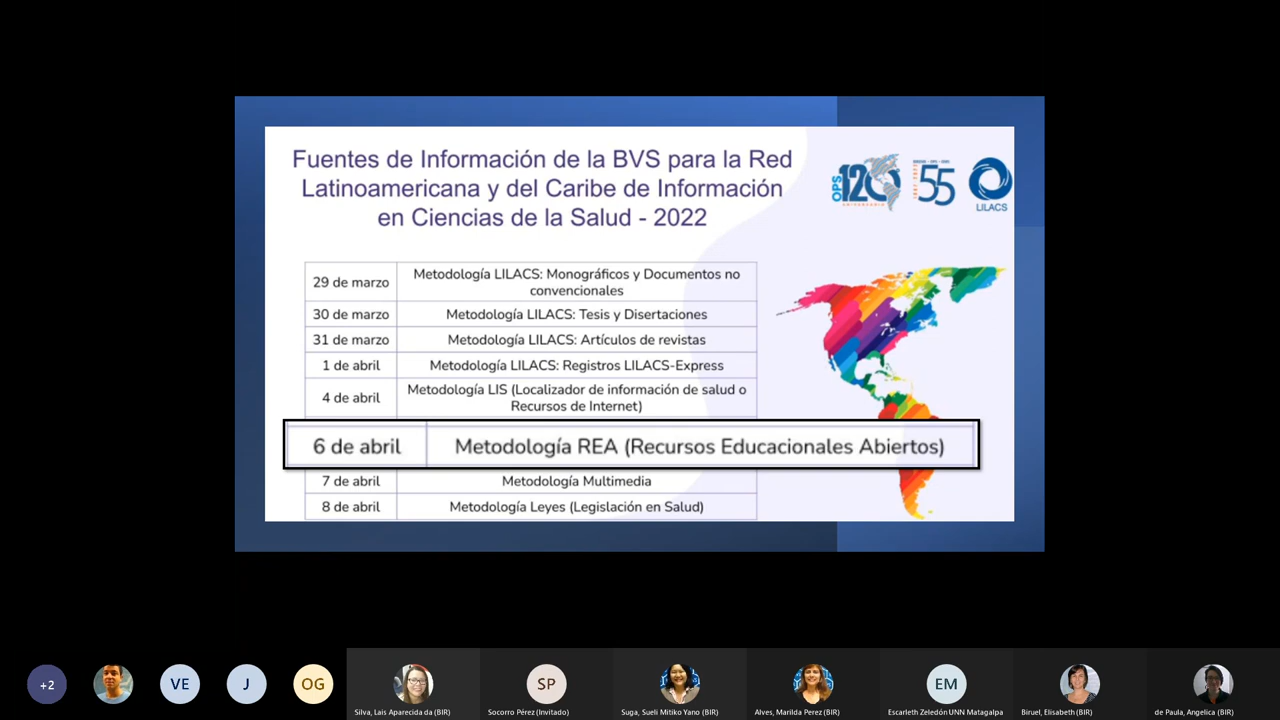 Fuentes de Información de la BVS para la Red
Latinoamericana y del Caribe de Información
en Ciencias de la Salud - 2022
OPS 120
55
LILACS
29 de marzo Metodología LILACS: Monográficos y Documentos no
convencionales
30 de marzo Metodología LILACS: Tesis y Disertaciones
31 de marzo Metodología LILACS: Artículos de revistas
1 de abril Metodología LILACS: Registros LILACS-Express
4 de abril Metodología LIS (Localizador de información de salud o
Recursos de Internet)
6 de abril Metodología REA (Recursos Educacionales Abiertos)
7 de abril Metodología Multimedia
8 de abril Metodología Leyes (Legislación en Salud)
+2 VE J OG SP EM
Silva, Lais Aparecida da (BIR)
Socorro Pérez (Invitado)
Suga, Sueli Mitiko Yano (BIR)
Alves, Marilda Perez (BIR)
Escarleth Zeledón UNN Matagalpa
Biruel, Elisabeth (BIR)
de Paula, Angelica (BIR)